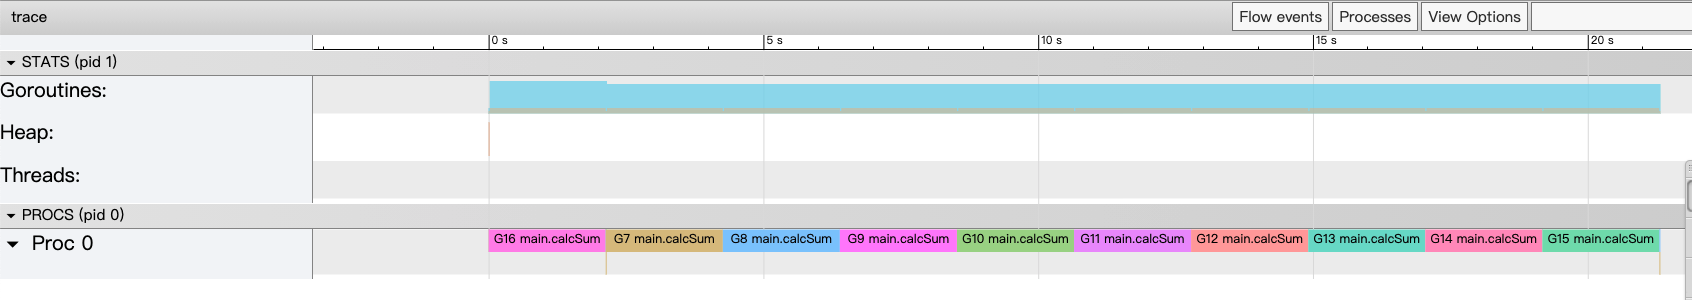 trace
Flow events Processes View Options
0 s 5 s 10 s 15 s 20 s
STATS (pid 1)
Goroutines:
Heap:
Threads:
PROCS (pid 0)
Proc 0
G16 main.calcSum G7 main.calcSum G8 main.calcSum G9 main.calcSum G10 main.calcSum G11 main.calcSum G12 main.calcSum G13 main.calcSum G14 main.calcSum G15 main.calcSum